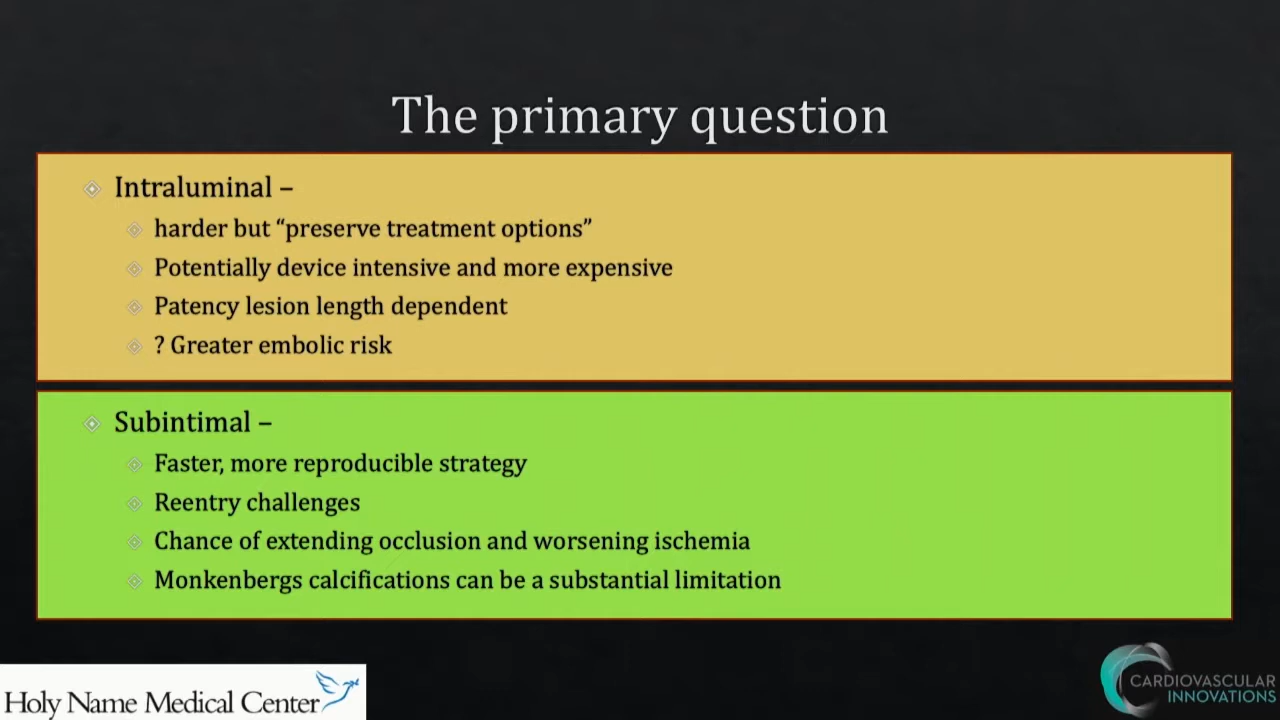 The primary question
Intraluminal –
harder but “preserve treatment options”
Potentially device intensive and more expensive
Patency lesion length dependent
? Greater embolic risk
Subintimal –
Faster, more reproducible strategy
Reentry challenges
Chance of extending occlusion and worsening ischemia
Monkenbergs calcifications can be a substantial limitation
Holy Name Medical Center
CARDIOVASCULAR
INNOVATIONS